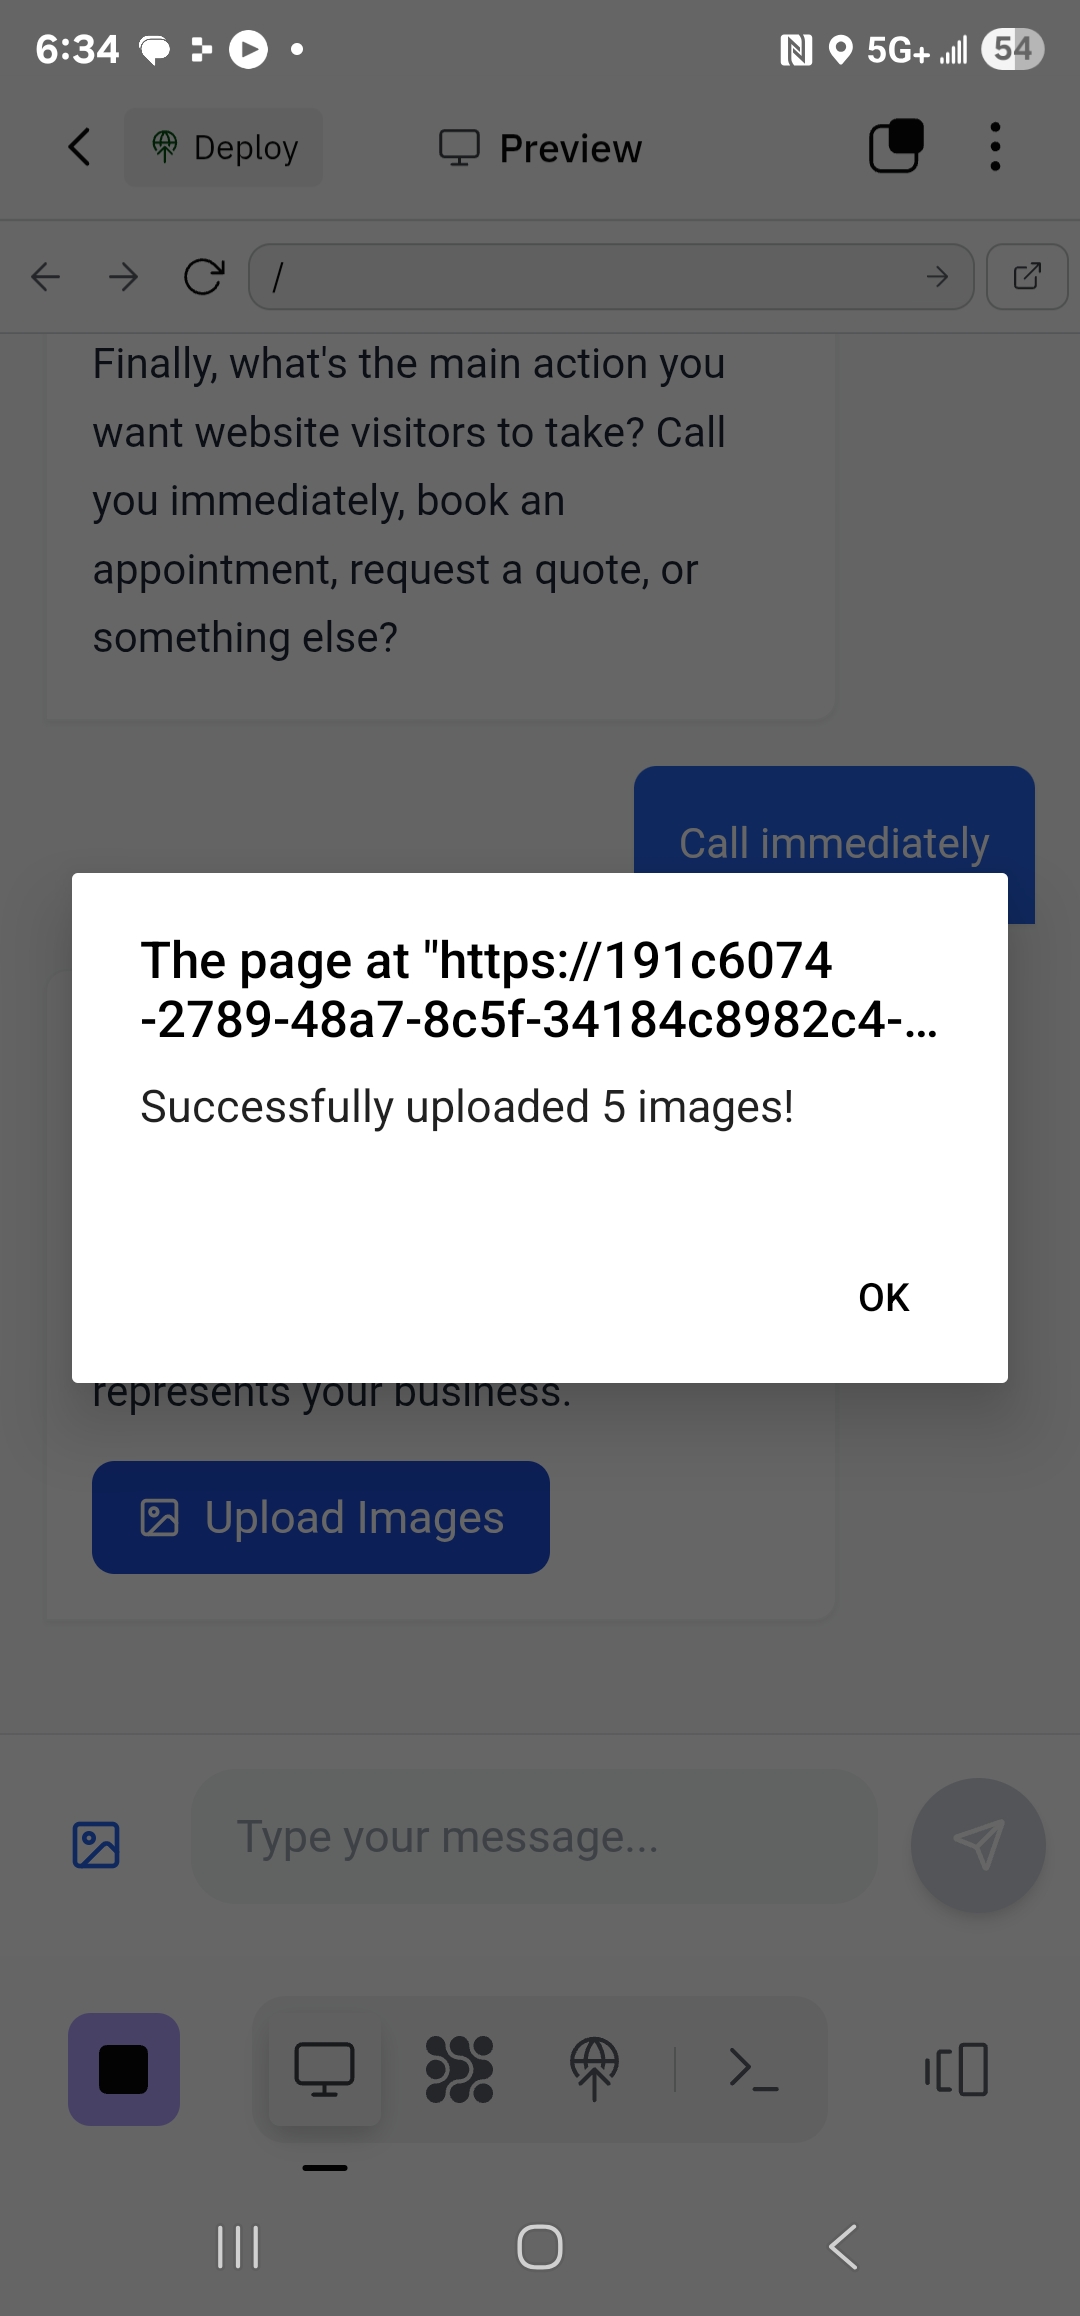 6:34
5G+
54
Deploy
Preview
/
Finally, what's the main action you
want website visitors to take? Call
you immediately, book an
appointment, request a quote, or
something else?
Call immediately
The page at "https://191c6074
-2789-48a7-8c5f-34184c8982c4-...
Successfully uploaded 5 images!
OK
represents your business.
Upload Images
Type your message...